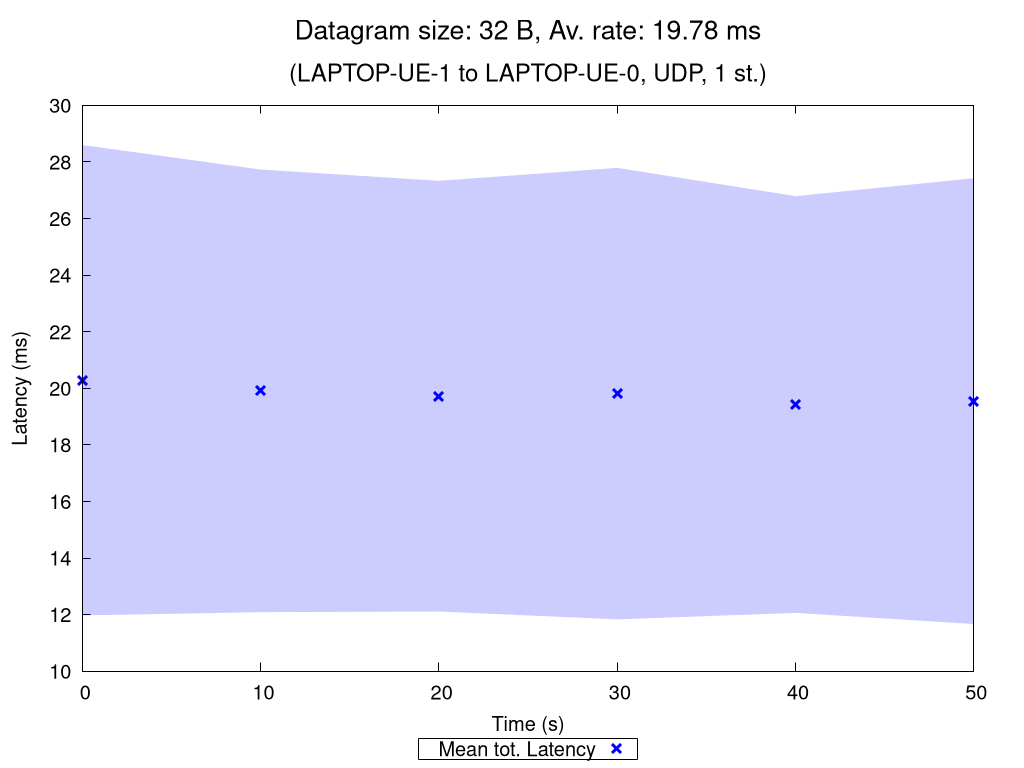 Datagram size: 32 B, Av. rate: 19.78 ms
(LAPTOP-UE-1 to LAPTOP-UE-0, UDP, 1 st.)
30
28
26
24
22
20
18
16
14
12
10
Latency (ms)
0 10 20 30 40 50
Time (s)
Mean tot. Latency